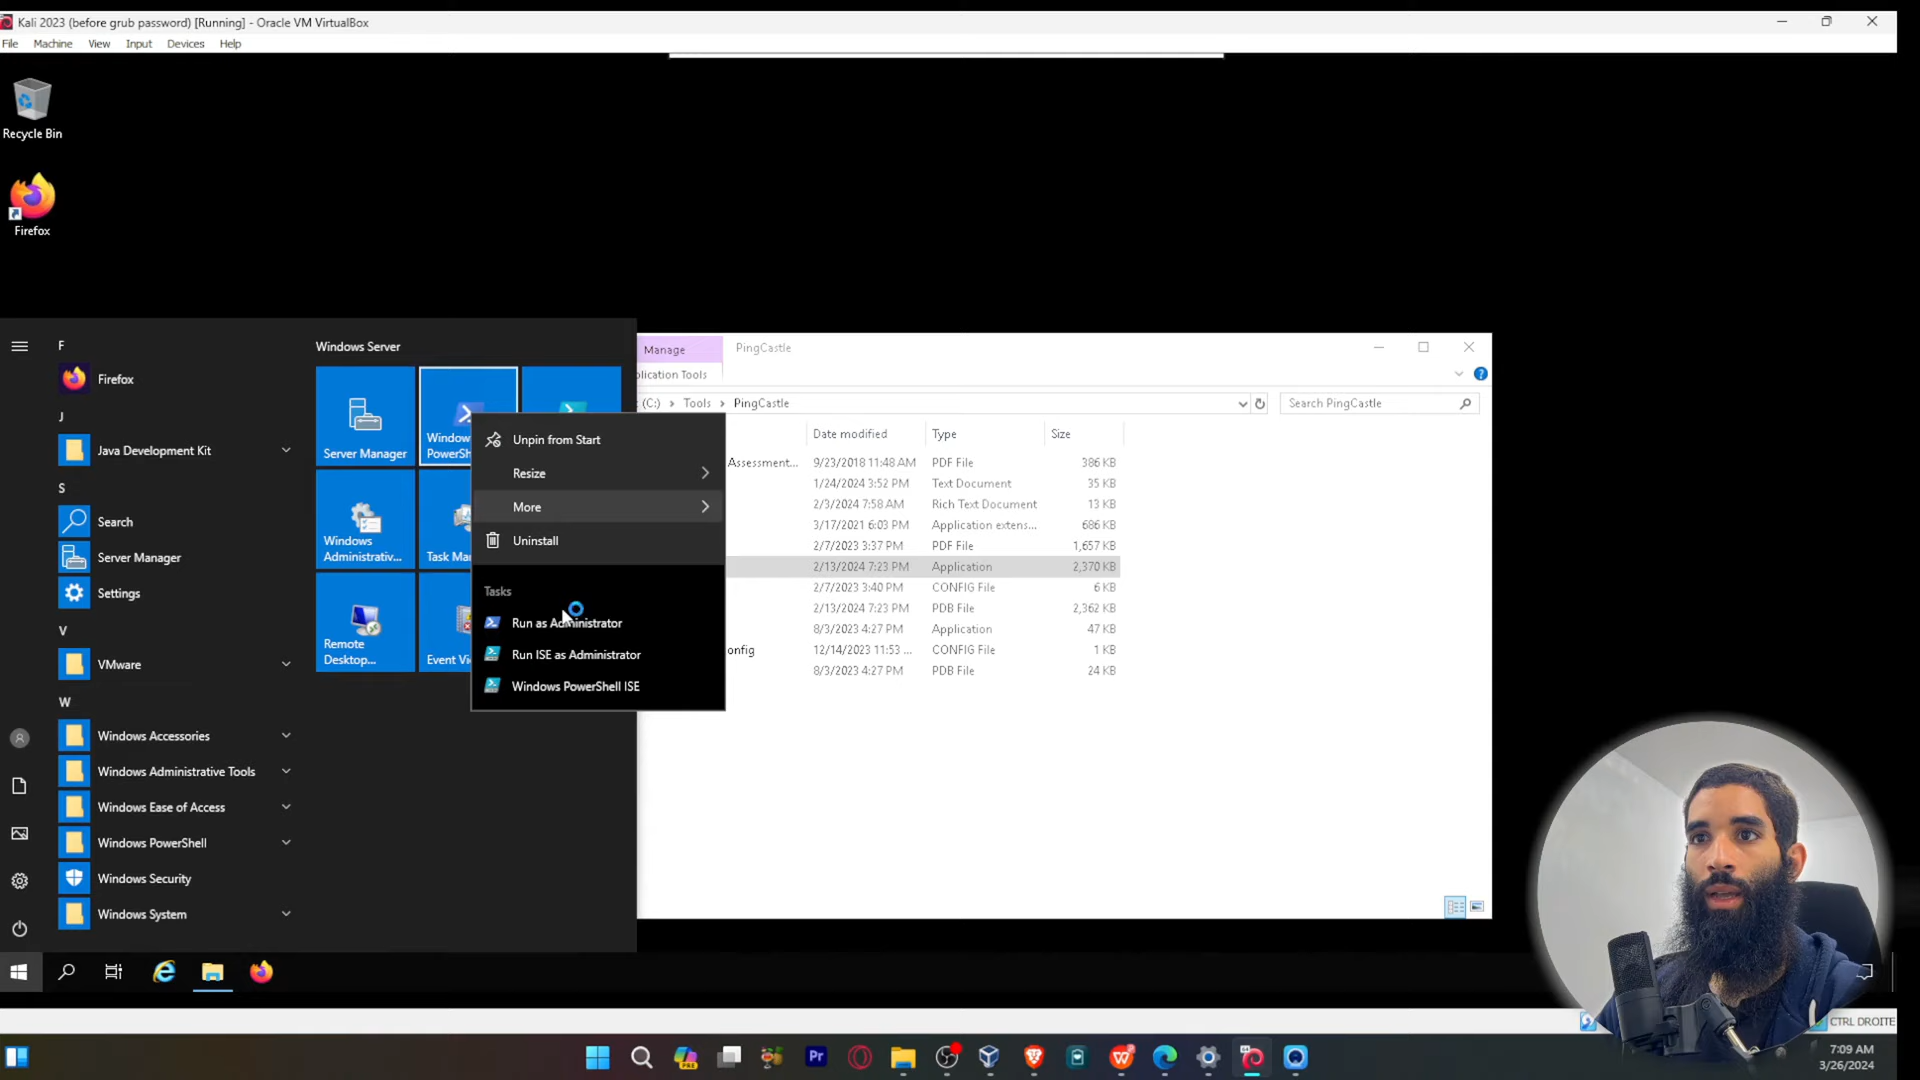 Kali 2023 (before grub password) [Running] - Oracle VM VirtualBox
File Machine View Input Devices Help
Recycle Bin
Firefox
F
Firefox
J
Java Development Kit
S
Search
Server Manager
Settings
V
VMware
W
Windows Accessories
Windows Administrative Tools
Windows Ease of Access
Windows PowerShell
Windows Security
Windows System
Windows Server
Server Manager
Windows
Administrativ...
Remote
Desktop...
Unpin from Start
Resize
More
Uninstall
Tasks
Run as Administrator
Run ISE as Administrator
Windows PowerShell ISE
Manage PingCastle
(C:) Tools PingCastle Search PingCastle
Date modified Type Size
Assessment... 9/23/2018 11:48 AM PDF File 386 KB
1/24/2024 3:52 PM Text Document 35 KB
2/3/2024 7:58 AM Rich Text Document 13 KB
3/17/2021 6:03 PM Application extens... 686 KB
2/7/2023 3:37 PM PDF File 1,657 KB
2/13/2024 7:23 PM Application 2,370 KB
2/7/2023 3:40 PM CONFIG File 6 KB
2/13/2024 7:23 PM PDB File 2,362 KB
8/3/2023 4:27 PM Application 47 KB
onfig 12/14/2023 11:53 ... CONFIG File 1 KB
8/3/2023 4:27 PM PDB File 24 KB
CTRL DROITE
7:09 AM
3/26/2024